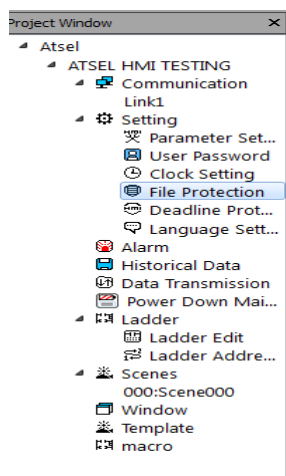 Project Window
Atsel
ATSEL HMI TESTING
Communication
Link1
Setting
Parameter Set...
User Password
Clock Setting
File Protection
Deadline Prot...
Language Sett...
Alarm
Historical Data
Data Transmission
Power Down Mai...
Ladder
Ladder Edit
Ladder Addre...
Scenes
000:Scene000
Window
Template
macro